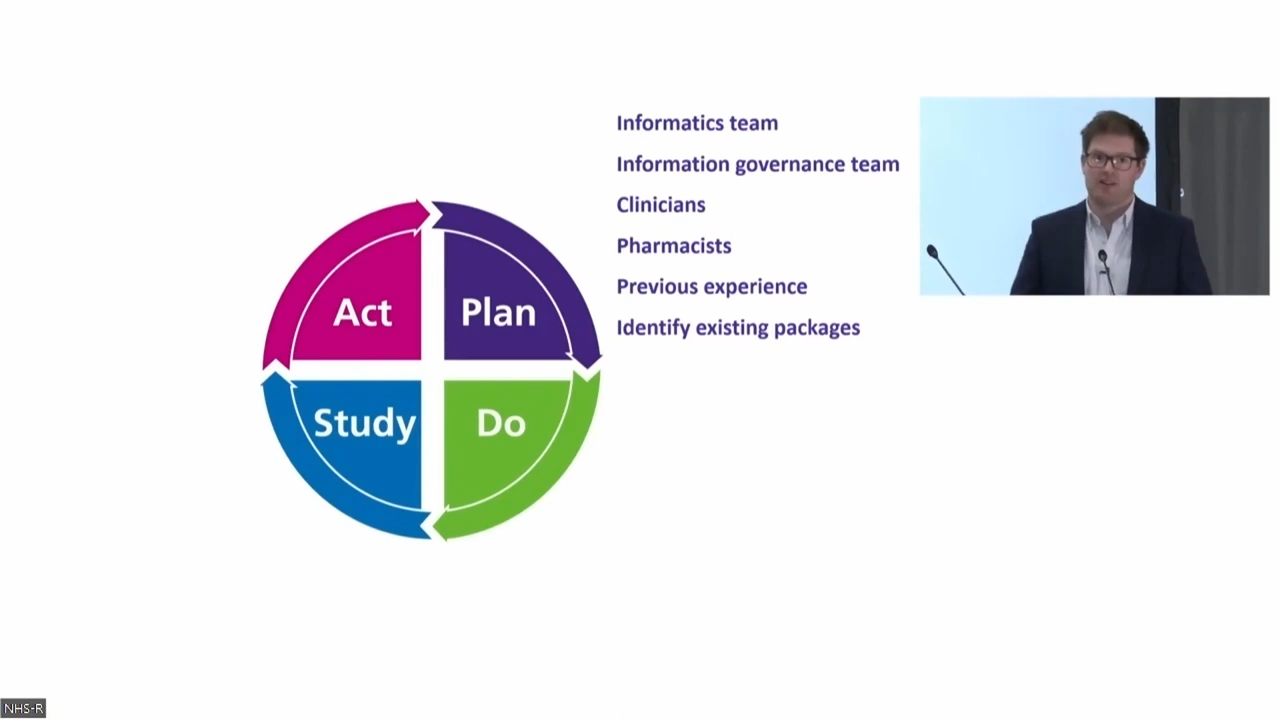 Informatics team
Information governance team
Clinicians
Pharmacists
Previous experience
Identify existing packages
Act
Plan
Study
Do
NHS-R